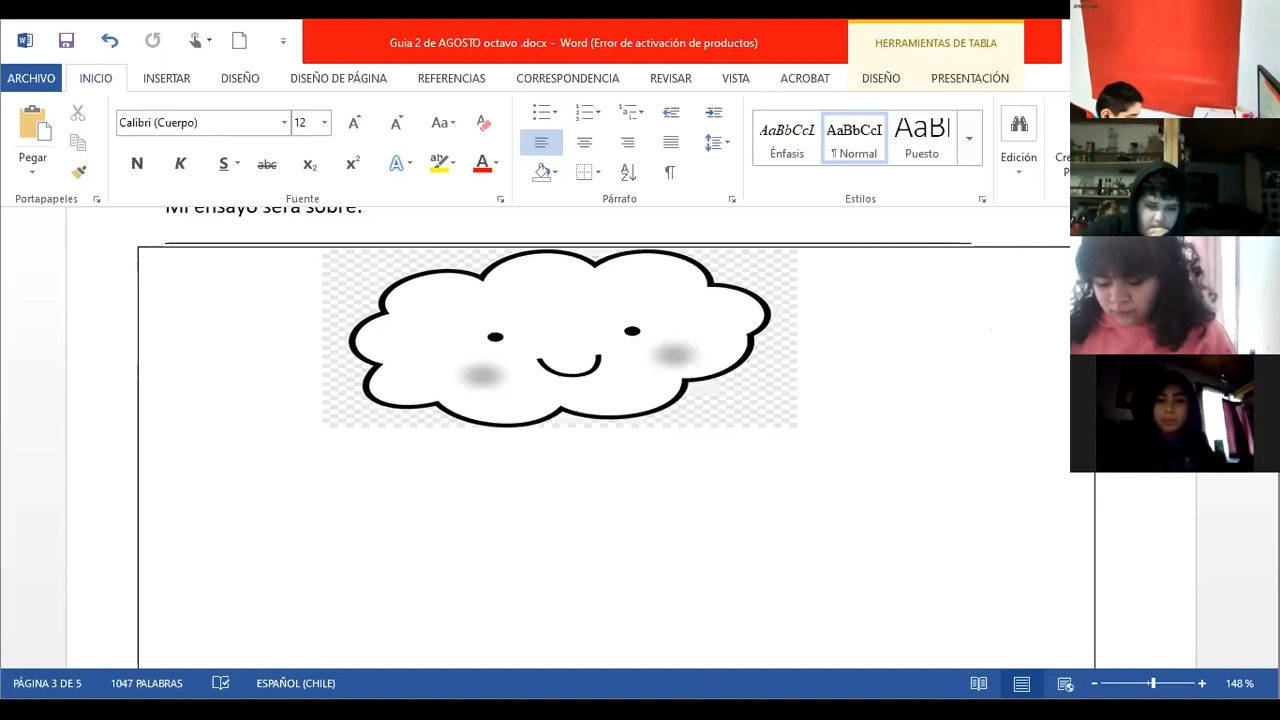 Guia 2 de AGOSTO octavo .docx - Word (Error de activación de productos)
HERRAMIENTAS DE TABLA
ARCHIVO INICIO INSERTAR DISEÑO DISEÑO DE PÁGINA REFERENCIAS CORRESPONDENCIA REVISAR VISTA ACROBAT DISEÑO PRESENTACIÓN
Calibri (Cuerpo) 12 Aa
AaBbCcI AaBbCcI AaBl
Pegar
Énfasis ¶ Normal Puesto
Edición
N K S abc x₂ x² A A
Portapapeles Fuente Párrafo Estilos
Mi ensayo será sobre:
PÁGINA 3 DE 5 1047 PALABRAS ESPAÑOL (CHILE) 148 %